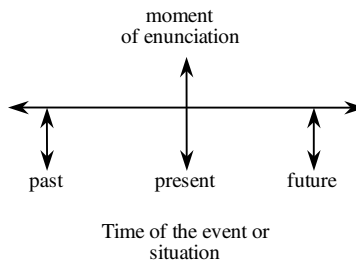 moment
of enunciation
past present future
Time of the event or
situation